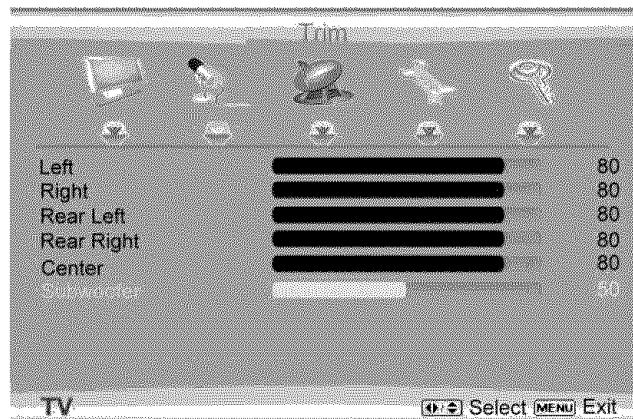 Trim
Left 80
Right 80
Rear Left 80
Rear Right 80
Center 80
Subwoofer 50
TV Select MENU Exit